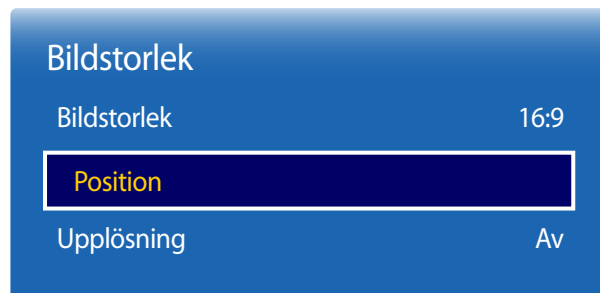 Bildstorlek
Bildstorlek 16:9
Position
Upplösning Av